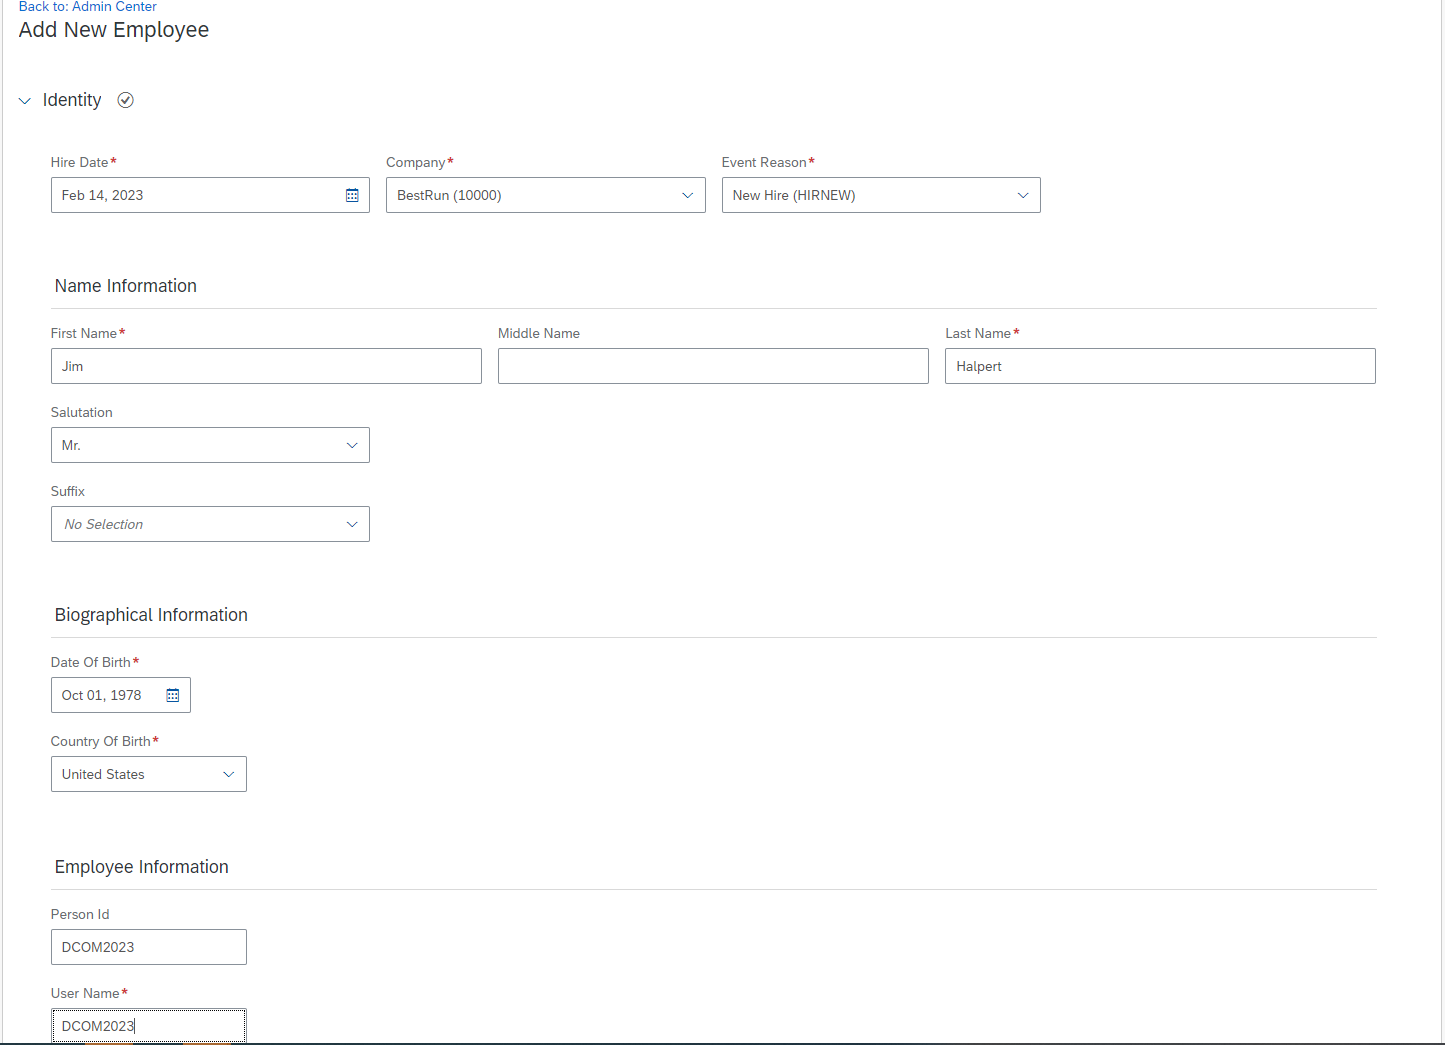 Back to: Admin Center
Add New Employee
Identity
Hire Date* Company* Event Reason*
Feb 14, 2023 BestRun (10000) New Hire (HIRNEW)
Name Information
First Name* Middle Name Last Name*
Jim Halpert
Salutation
Mr.
Suffix
No Selection
Biographical Information
Date Of Birth*
Oct 01, 1978
Country Of Birth*
United States
Employee Information
Person Id
DCOM2023
User Name*
DCOM2023